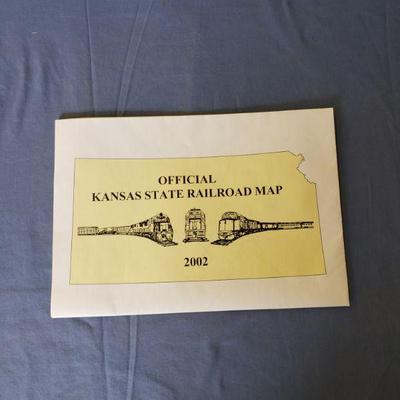 OFFICIAL
KANSAS STATE RAILROAD MAP
2002